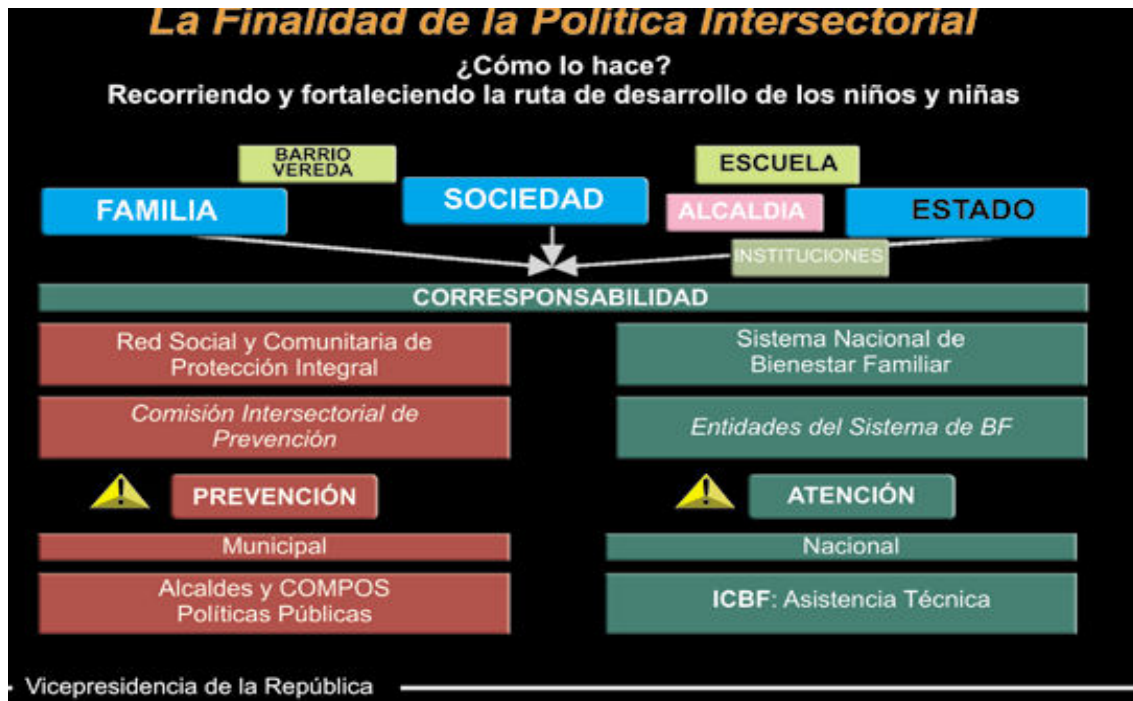 La Finalidad de la Política Intersectorial
¿Cómo lo hace?
Recorriendo y fortaleciendo la ruta de desarrollo de los niños y niñas
BARRIO
VEREDA
ESCUELA
FAMILIA
SOCIEDAD
ALCALDIA
ESTADO
INSTITUCIONES
CORRESPONSABILIDAD
Red Social y Comunitaria de
Protección Integral
Sistema Nacional de
Bienestar Familiar
Comisión Intersectorial de
Prevención
Entidades del Sistema de BF
PREVENCIÓN
ATENCIÓN
Municipal
Nacional
Alcaldes y COMPOS
Políticas Públicas
ICBF: Asistencia Técnica
Vicepresidencia de la República